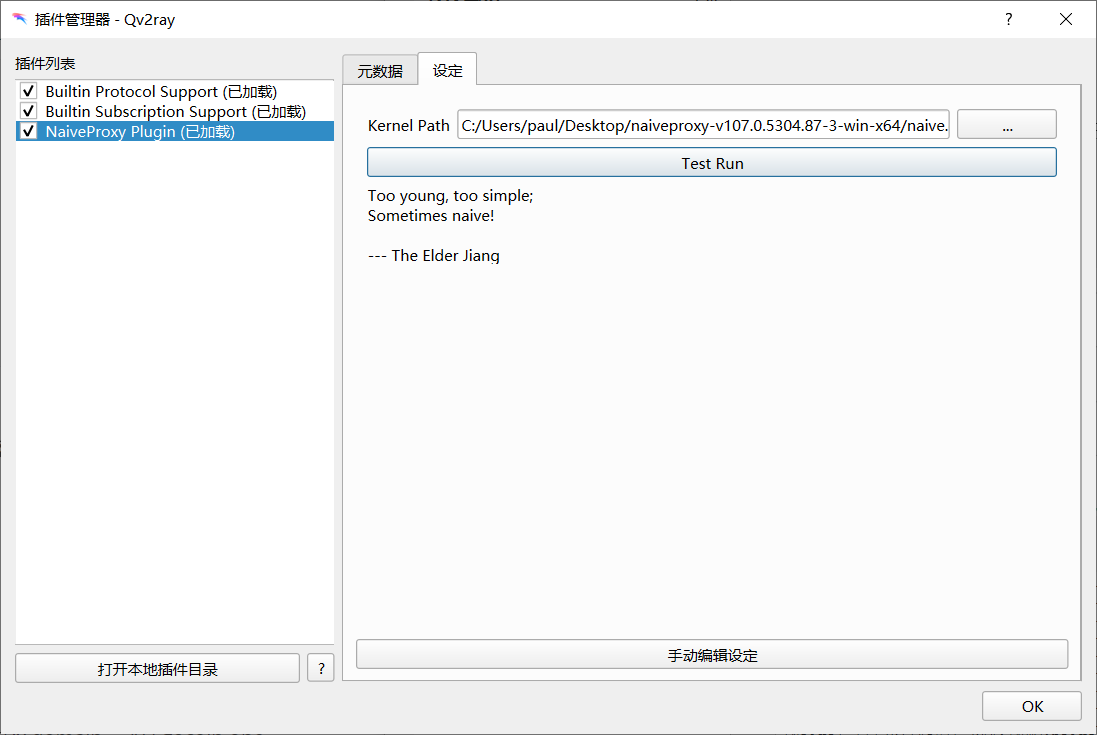 插件管理器 - Qv2ray
?
插件列表
Builtin Protocol Support (已加载)
Builtin Subscription Support (已加载)
NaiveProxy Plugin (已加载)
打开本地插件目录
?
元数据
设定
Kernel Path
C:/Users/paul/Desktop/naiveproxy-v107.0.5304.87-3-win-x64/naive.
...
Test Run
Too young, too simple;
Sometimes naive!
--- The Elder Jiang
手动编辑设定
OK